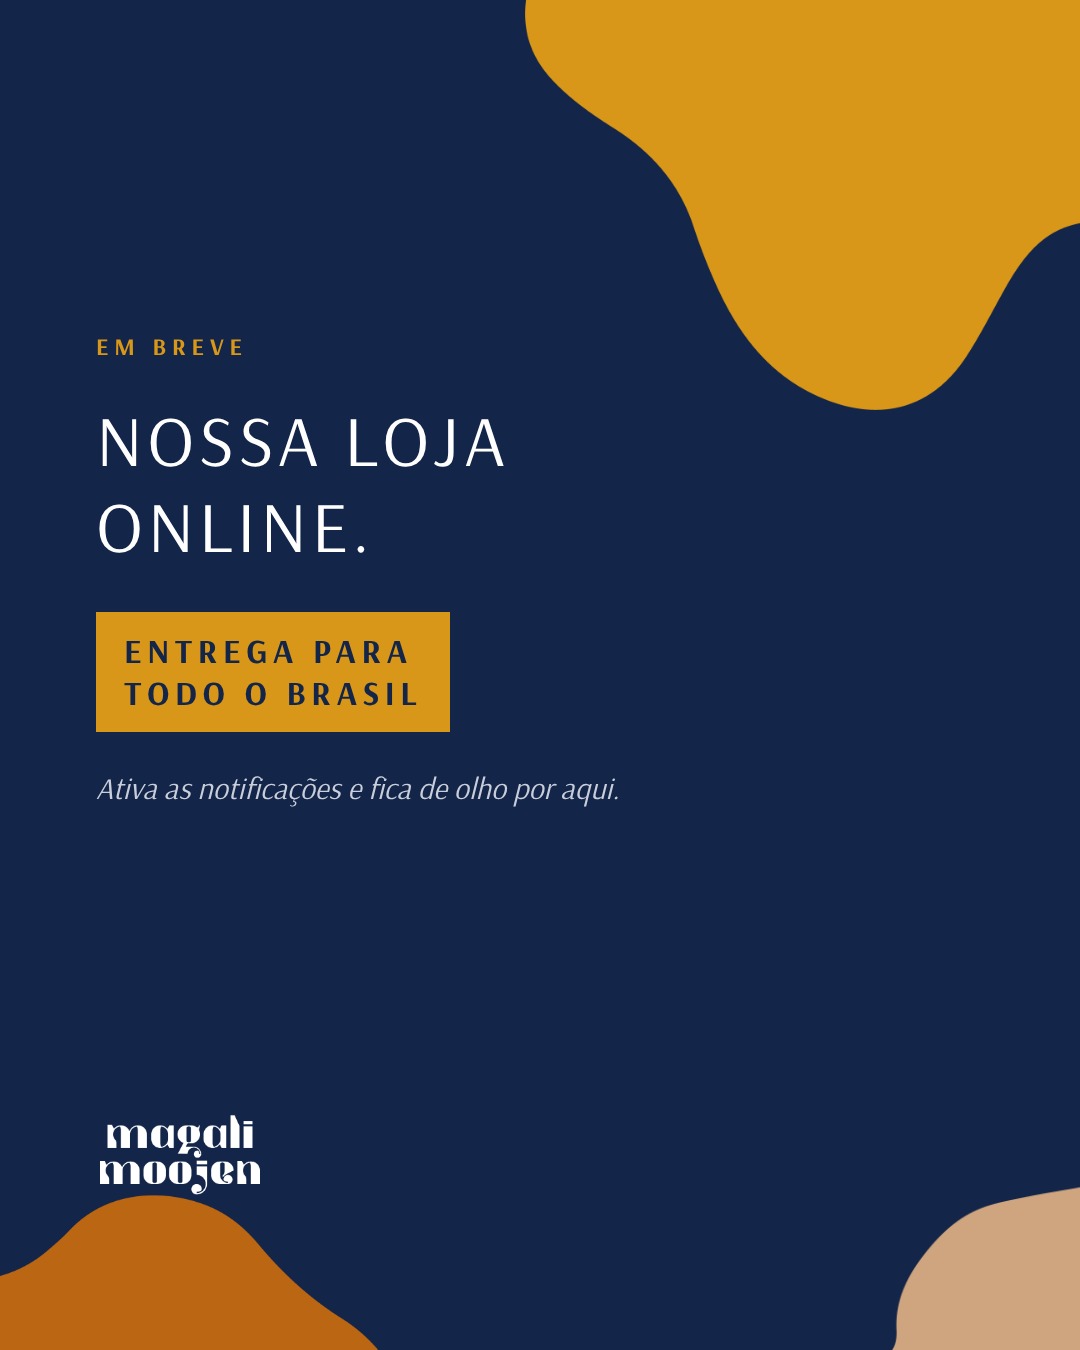 EM BREVE
NOSSA LOJA
ONLINE.
ENTREGA PARA
TODO O BRASIL
Ativa as notificações e fica de olho por aqui.
magali
moojen